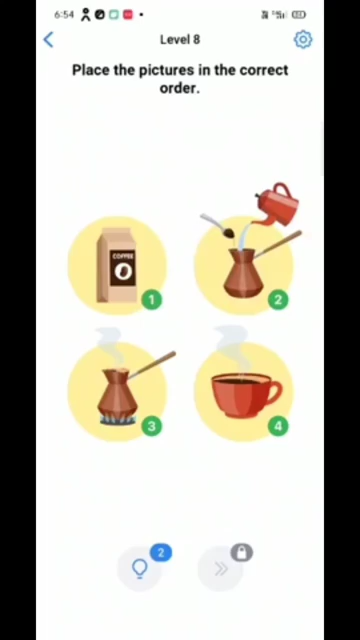 6:54
Level 8
Place the pictures in the correct
order.
COFFEE
1
2
3
4
2